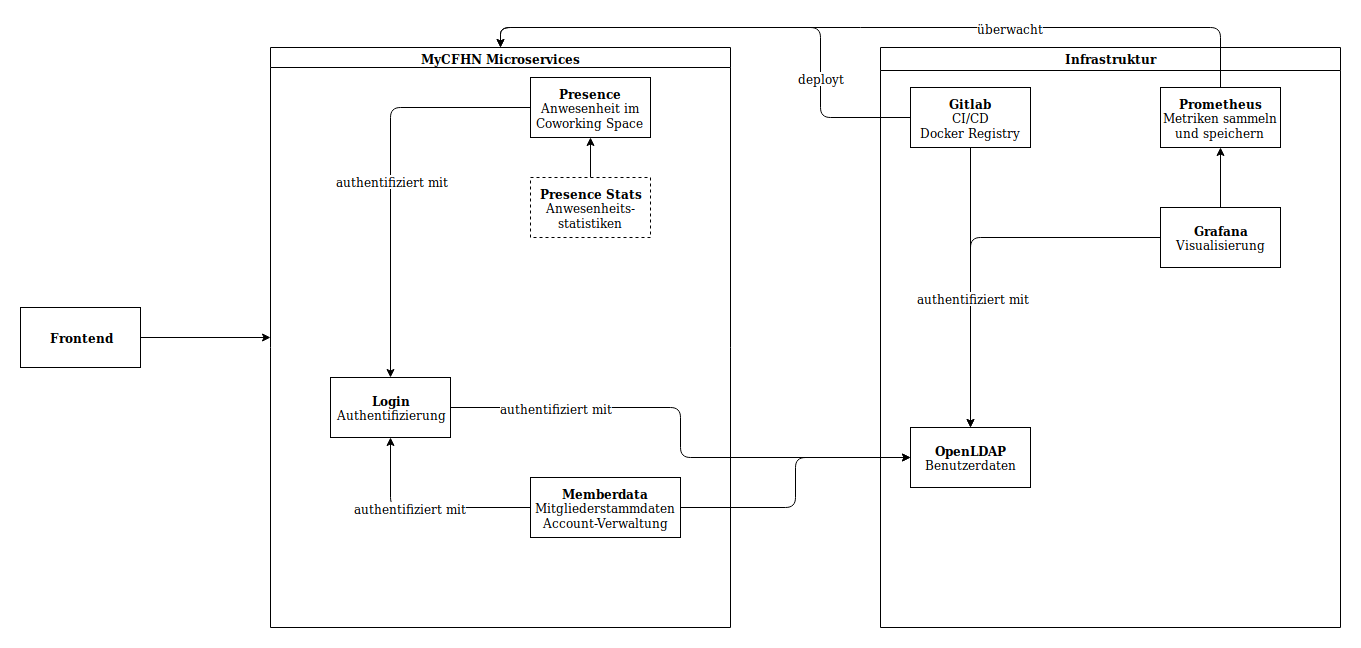 überwacht
MyCFHN Microservices
Infrastruktur
deployt
Presence
Anwesenheit im
Coworking Space
Gitlab
CI/CD
Docker Registry
Prometheus
Metriken sammeln
und speichern
authentifiziert mit
Presence Stats
Anwesenheits-
statistiken
Grafana
Visualisierung
authentifiziert mit
Frontend
Login
Authentifizierung
authentifiziert mit
OpenLDAP
Benutzerdaten
authentifiziert mit
Memberdata
Mitgliederstammdaten
Account-Verwaltung